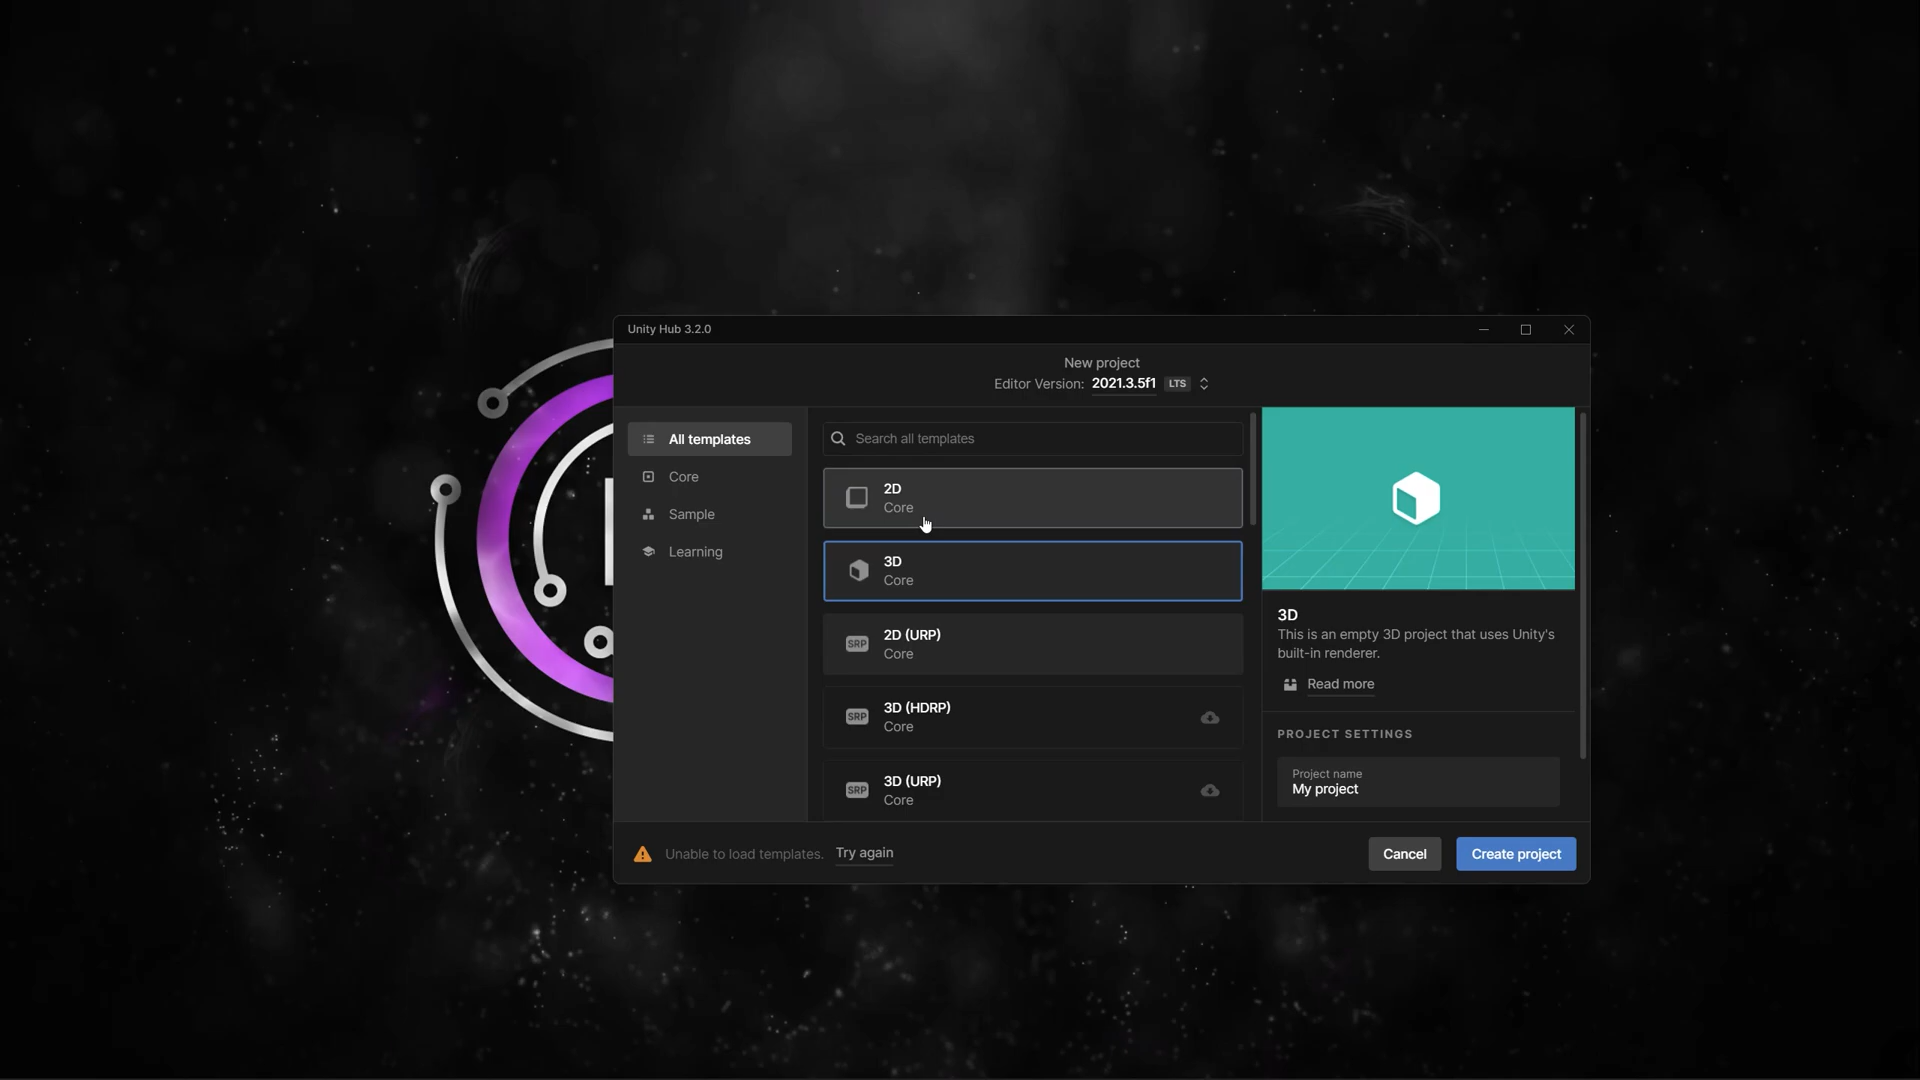 Unity Hub 3.2.0
New project
Editor Version: 2021.3.5f1 LTS
All templates
Core
Sample
Learning
Search all templates
2D
Core
3D
Core
SRP
2D (URP)
Core
SRP
3D (HDRP)
Core
SRP
3D (URP)
Core
3D
This is an empty 3D project that uses Unity's
built-in renderer.
Read more
PROJECT SETTINGS
Project name
My project
Unable to load templates. Try again
Cancel
Create project